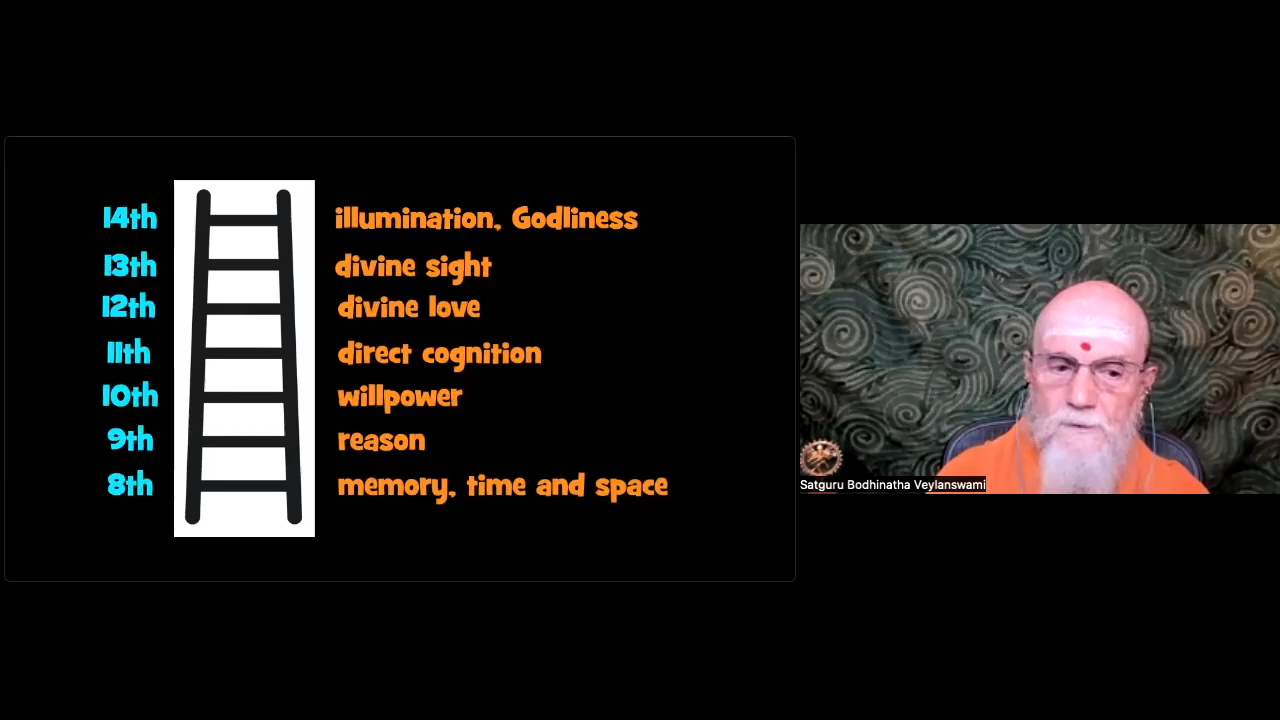 14th illumination, Godliness
13th divine sight
12th divine love
11th direct cognition
10th willpower
9th reason
8th memory, time and space
Satguru Bodhinatha Veylanswami